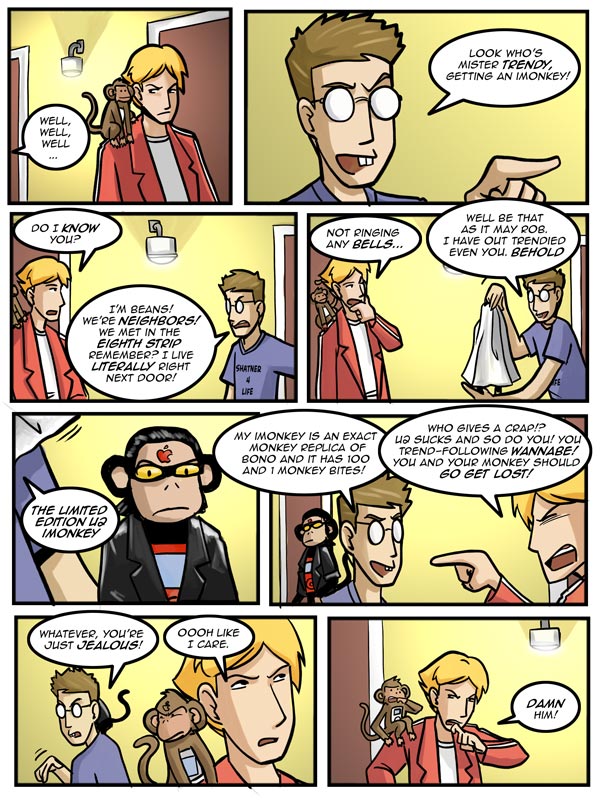 WELL,
WELL,
WELL
...
LOOK WHO'S
MISTER TRENDY,
GETTING AN IMONKEY!
DO I KNOW
YOU?
I'M BEANS!
WE'RE NEIGHBORS!
WE MET IN THE
EIGHTH STRIP
REMEMBER? I LIVE
LITERALLY RIGHT
NEXT DOOR!
SHATNER
4
LIFE
NOT RINGING
ANY BELLS...
WELL BE THAT
AS IT MAY ROB.
I HAVE OUT TRENDIED
EVEN YOU. BEHOLD
IFE
THE LIMITED
EDITION U2
IMONKEY
MY IMONKEY IS AN EXACT
MONKEY REPLICA OF
BONO AND IT HAS 100
AND 1 MONKEY BITES!
WHO GIVES A CRAP!?
U2 SUCKS AND SO DO YOU! YOU
TREND-FOLLOWING WANNABE!
YOU AND YOUR MONKEY SHOULD
GO GET LOST!
WHATEVER, YOU'RE
JUST JEALOUS!
OOOH LIKE
I CARE.
DAMN
HIM!